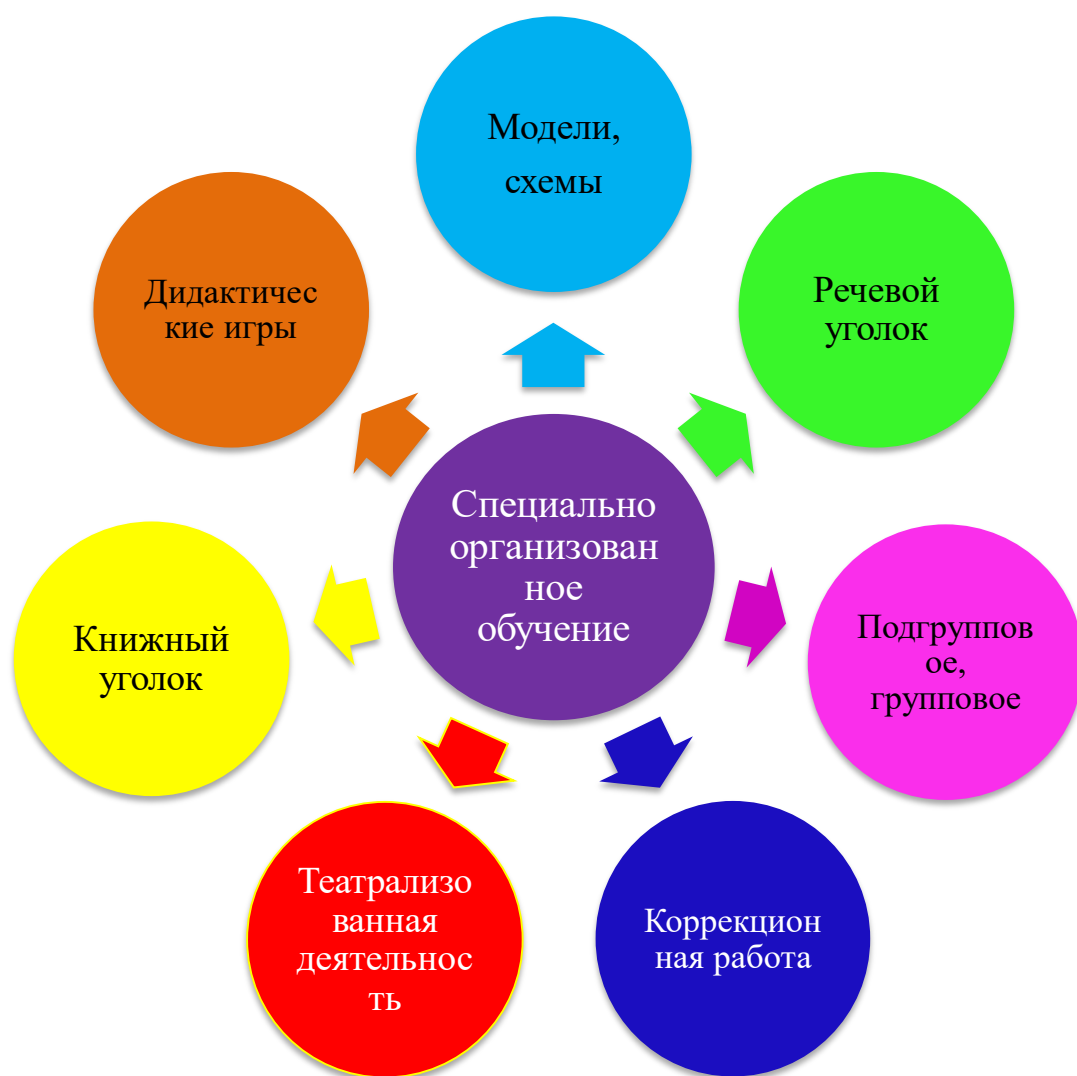 Модели,
схемы
Речевой
уголок
Подгруппов
ое,
групповое
Коррекцион
ная работа
Театрализо
ванная
деятельнос
ть
Книжный
уголок
Дидактичес
кие игры
Специально
организован
ное
обучение